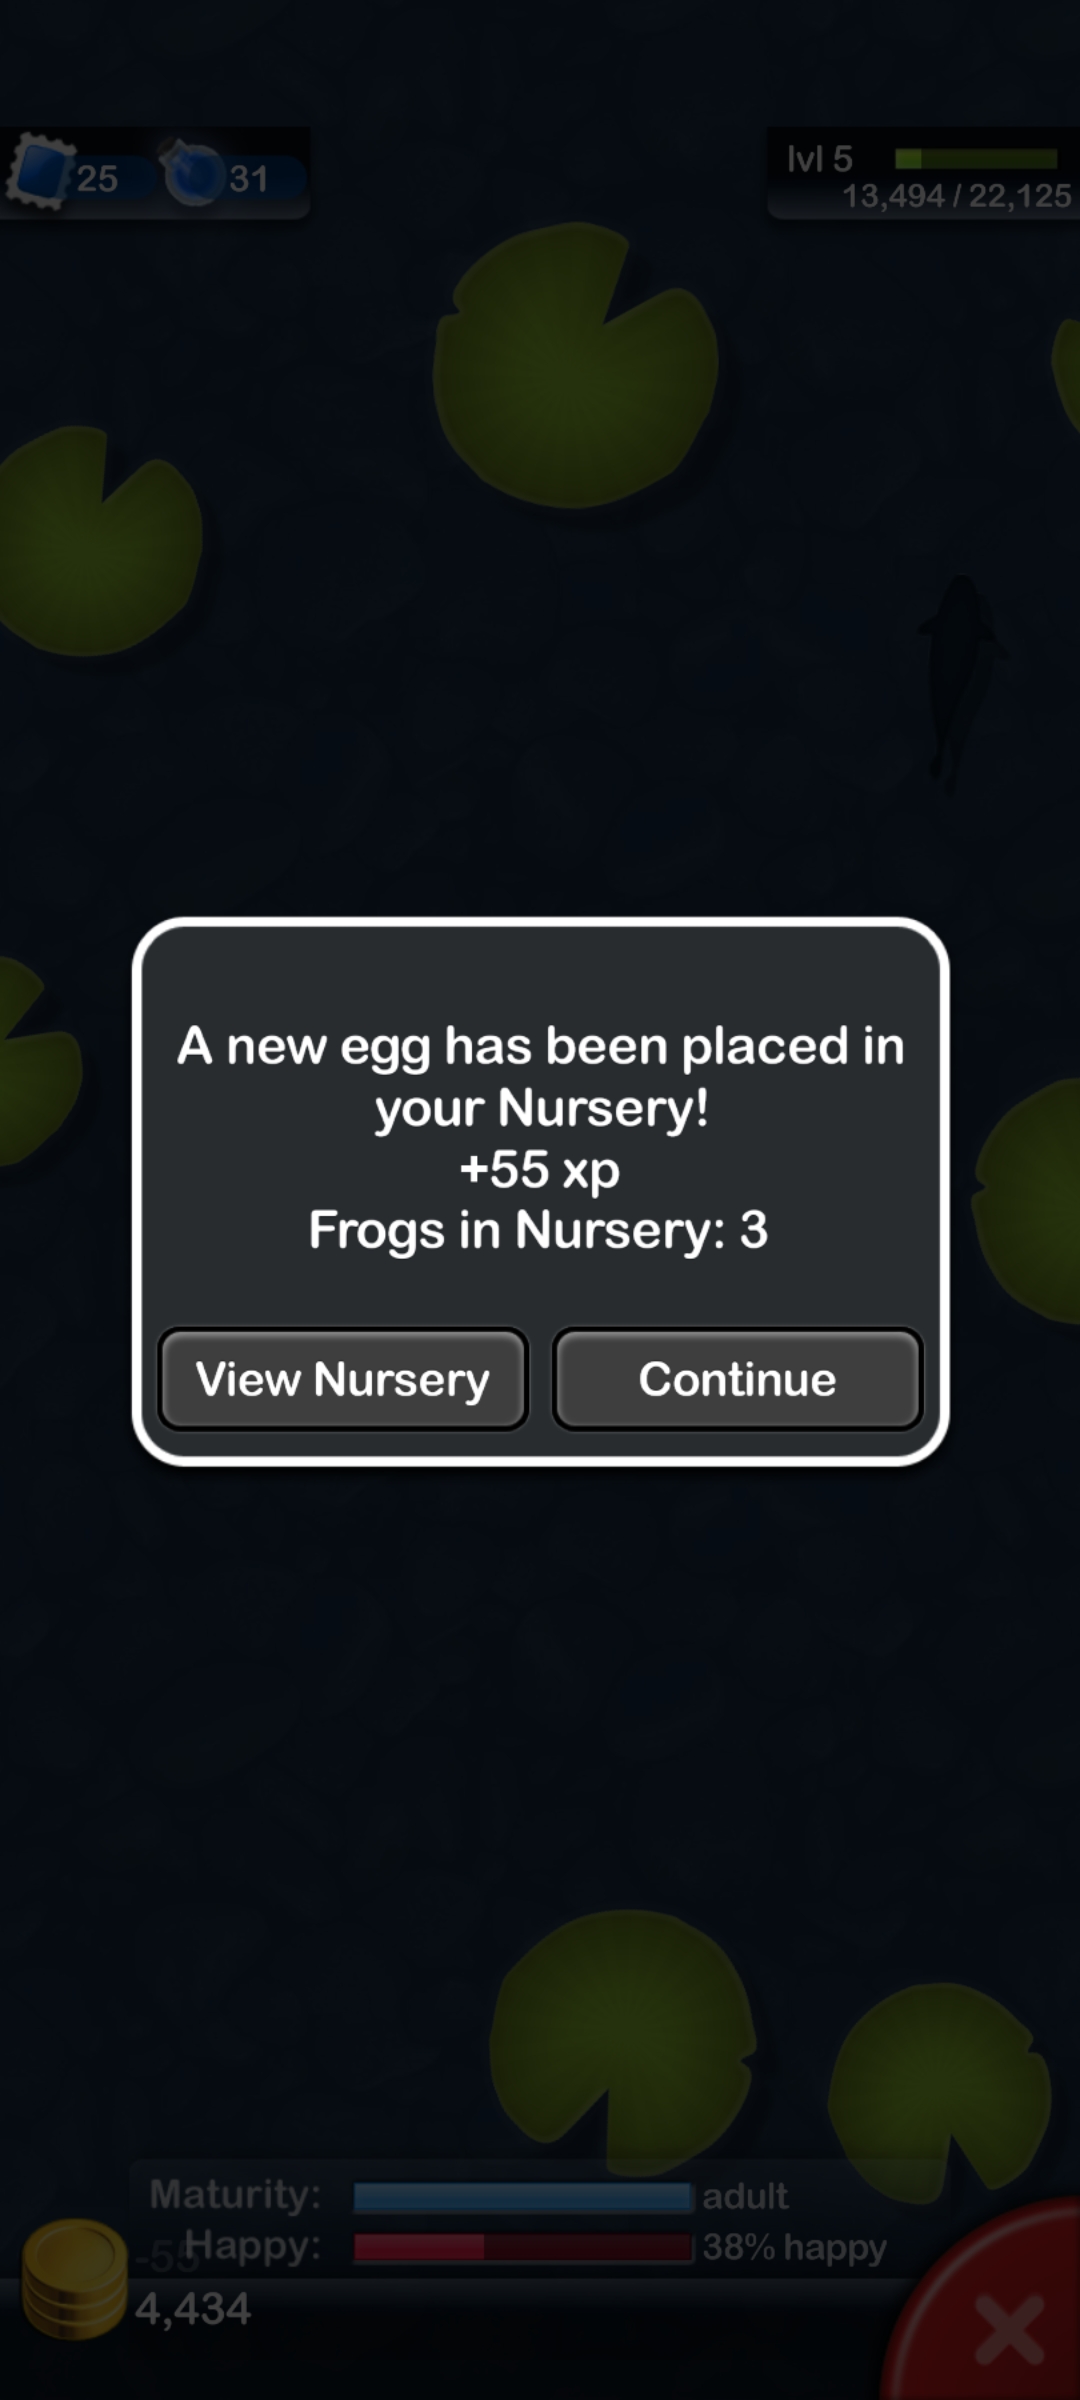 25
31
lvl 5
13,494 / 22,125
A new egg has been placed in
your Nursery!
+55 xp
Frogs in Nursery: 3
View Nursery
Continue
Maturity:
adult
-55
Happy:
38% happy
4,434